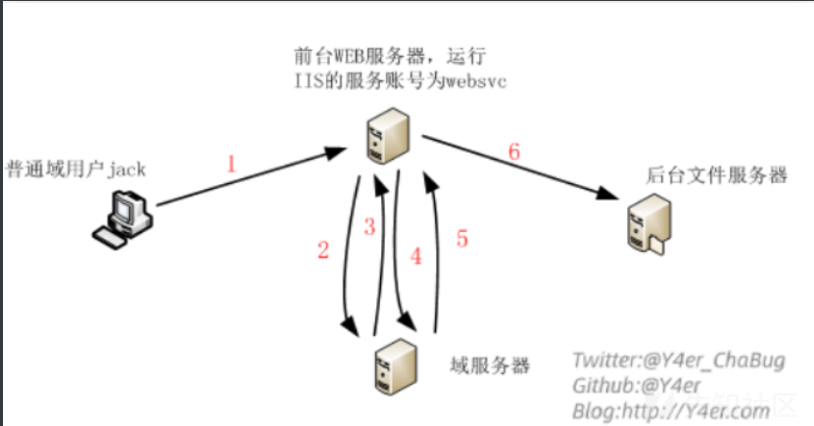 前台WEB服务器，运行
IIS的服务账号为websvc
普通域用户jack
1
6
后台文件服务器
2
3
4
5
域服务器
Twitter:@Y4er_ChaBug
Github:@Y4er
Blog:http://Y4er.com